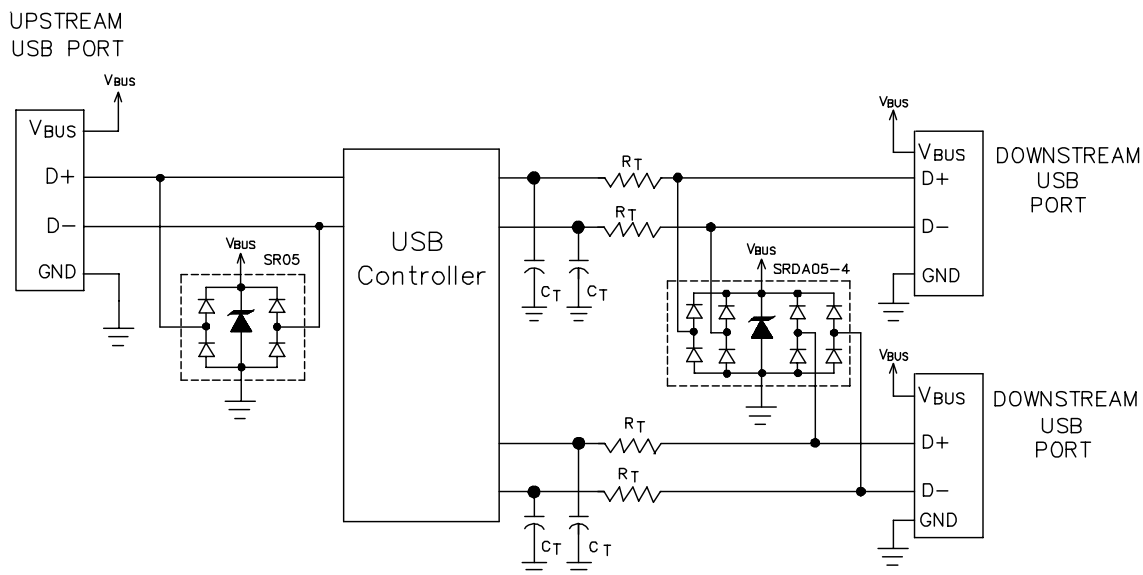 UPSTREAM
USB PORT
VBUS
VBUS
D+
D-
GND
VBUS
SR05
USB
Controller
RT
RT
CT
CT
VBUS
SRDA05-4
VBUS
VBUS
D+
D-
GND
DOWNSTREAM
USB
PORT
RT
RT
CT
CT
VBUS
VBUS
D+
D-
GND
DOWNSTREAM
USB
PORT